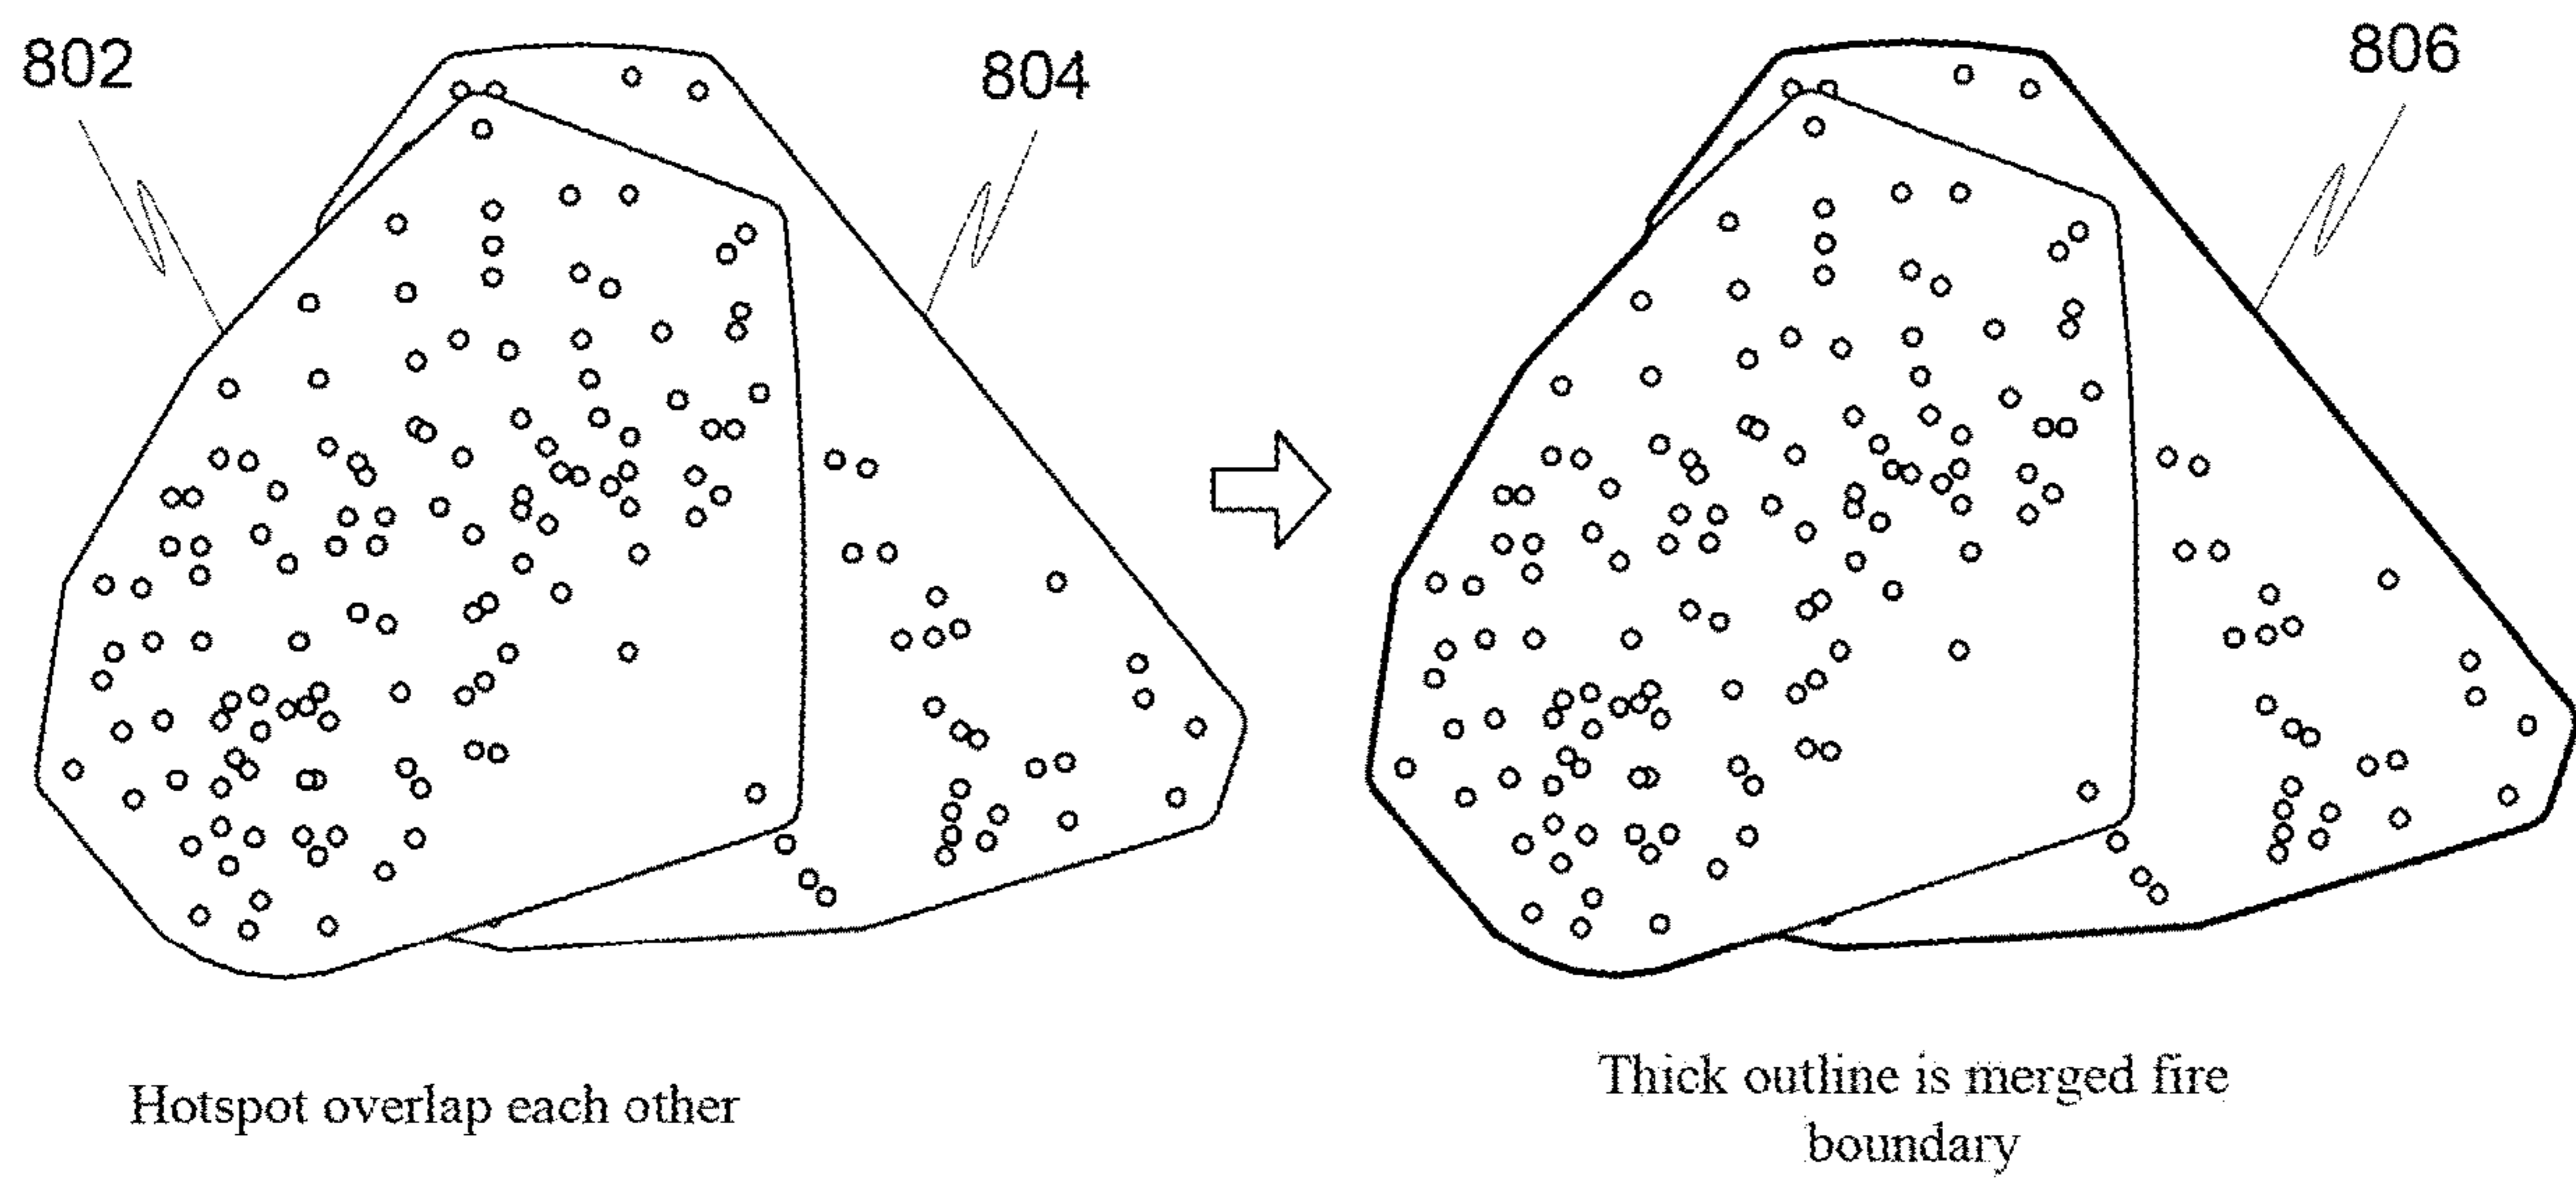 802
804
806
Hotspot overlap each other
Thick outline is merged fire
boundary